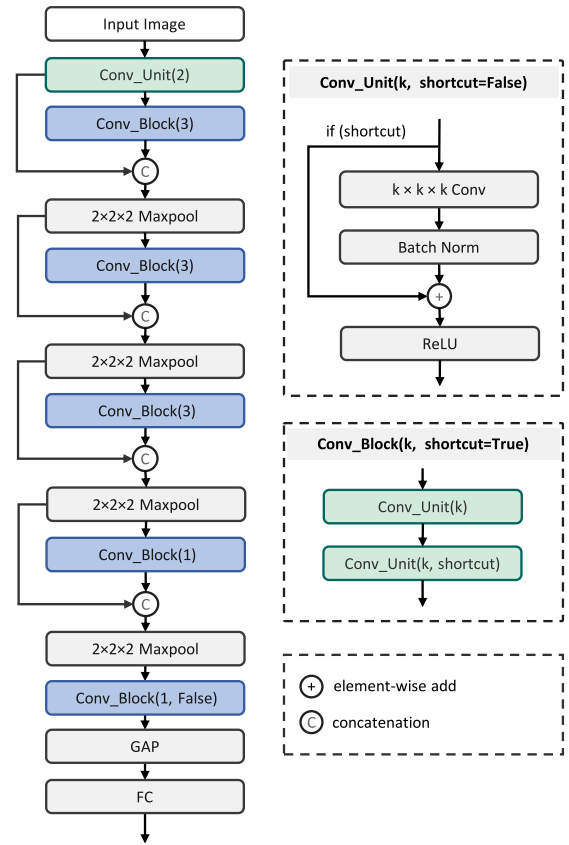 Input Image
Conv_Unit(2)
Conv_Block(3)
C
2×2×2 Maxpool
Conv_Block(3)
C
2×2×2 Maxpool
Conv_Block(3)
C
2×2×2 Maxpool
Conv_Block(1)
C
2×2×2 Maxpool
Conv_Block(1, False)
GAP
FC
Conv_Unit(k, shortcut=False)
if (shortcut)
k × k × k Conv
Batch Norm
+
ReLU
Conv_Block(k, shortcut=True)
Conv_Unit(k)
Conv_Unit(k, shortcut)
+ element-wise add
C concatenation